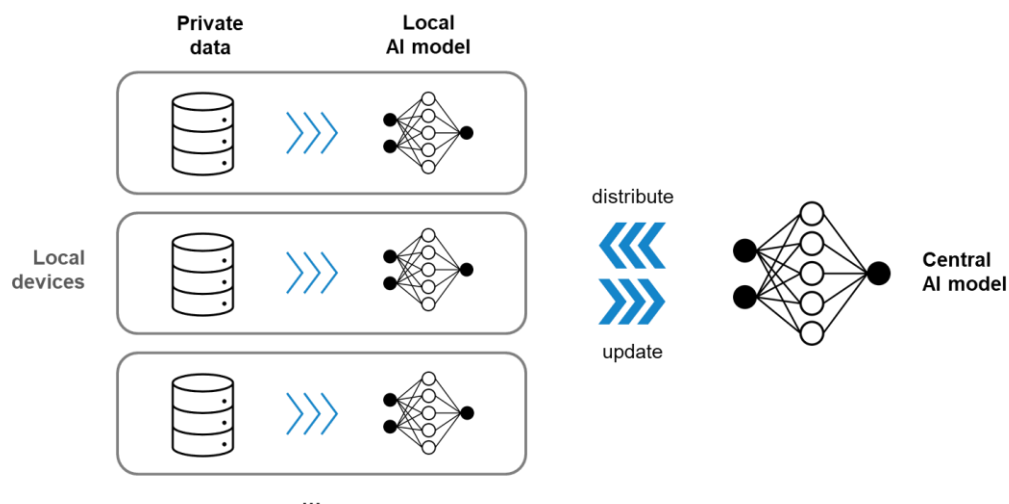 Private
data
Local
AI model
Local
devices
distribute
update
Central
AI model
...